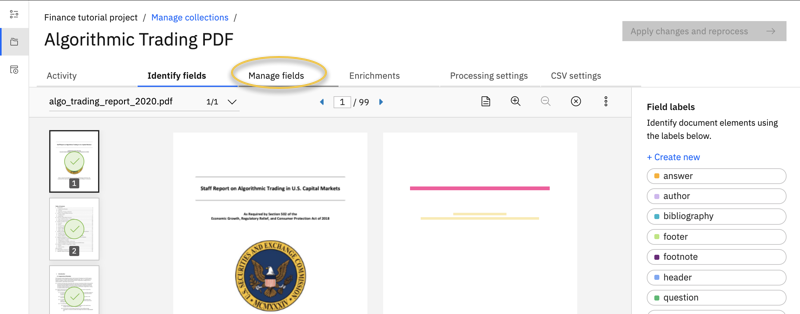 Finance tutorial project / Manage collections /
Algorithmic Trading PDF
Apply changes and reprocess
Activity
Identify fields
Manage fields
Enrichments
Processing settings
CSV settings
algo_trading_report_2020.pdf 1/1
1 / 99
1
2
Staff Report on Algorithmic Trading in U.S. Capital Markets
As Required by Section 502 of the
Economic Growth, Regulatory Relief, and Consumer Protection Act of 2018
U.S. SECURITIES AND EXCHANGE COMMISSION
MCMXXXIV
Field labels
Identify document elements using
the labels below.
+ Create new
answer
author
bibliography
footer
footnote
header
question